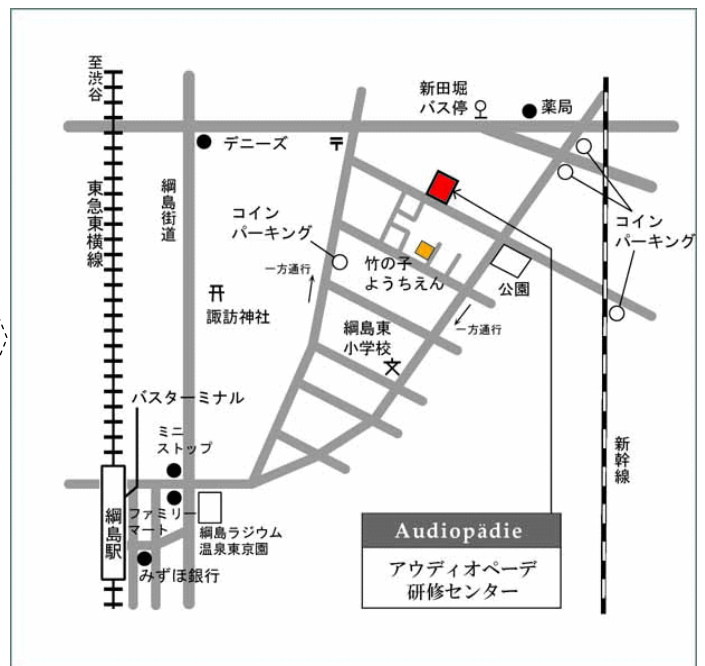 至渋谷
東急東横線
綱島街道
デニーズ
〒
新田堀
バス停
薬局
コイン
パーキング
コイン
パーキング
一方通行
竹の子
ようちえん
公園
諏訪神社
綱島東
小学校
一方通行
バスターミナル
ミニ
ストップ
新幹線
綱島駅
ファミリー
マート
綱島ラジウム
温泉東京園
みずほ銀行
Audiopädie
アウディオペーデ
研修センター